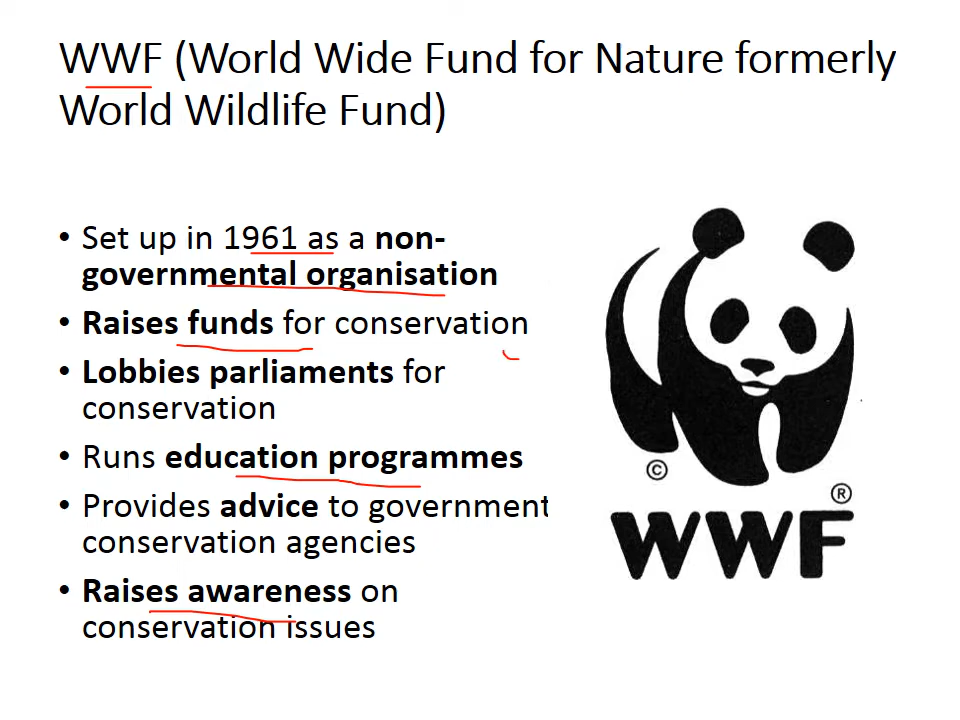 WWF (World Wide Fund for Nature formerly
World Wildlife Fund)
• Set up in 1961 as a non-
governmental organisation
• Raises funds for conservation
• Lobbies parliaments for
conservation
• Runs education programmes
• Provides advice to government
conservation agencies
• Raises awareness on
conservation issues
©
®
WWF